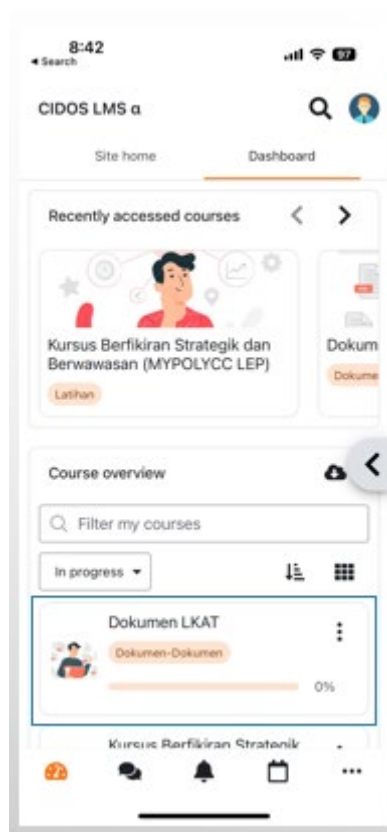 8:42
◀ Search
97
CIDOS LMS α
Site home
Dashboard
Recently accessed courses
Kursus Berfikiran Strategik dan
Berwawasan (MYPOLYCC LEP)
Latihan
Dokum
Dokume
Course overview
Filter my courses
In progress
Dokumen LKAT
Dokumen-Dokumen
0%
Kursus Berfikiran Strategik